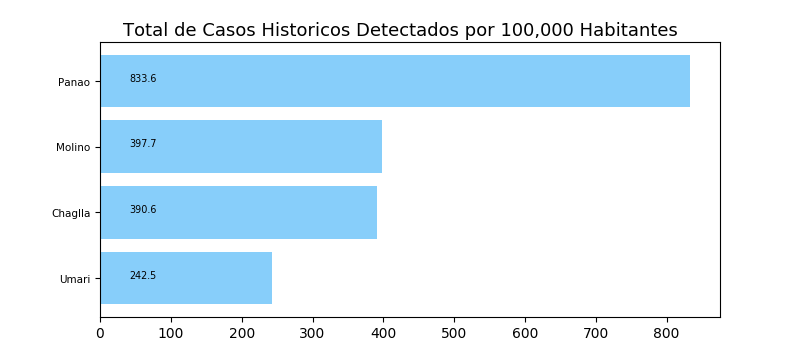 Total de Casos Historicos Detectados por 100,000 Habitantes
Panao 833.6
Molino 397.7
Chaglla 390.6
Umari 242.5
0 100 200 300 400 500 600 700 800